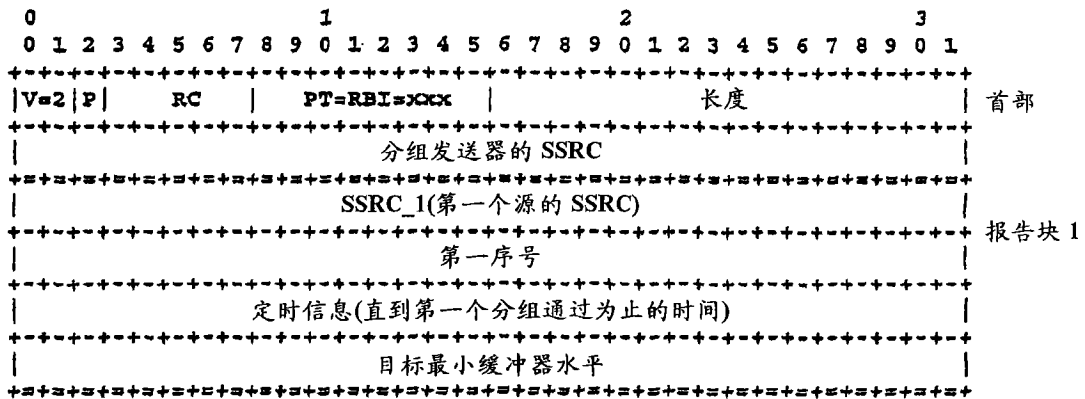 0 1 2 3
0 1 2 3 4 5 6 7 8 9 0 1 2 3 4 5 6 7 8 9 0 1 2 3 4 5 6 7 8 9 0 1
+-+-+-+-+-+-+-+-+-+-+-+-+-+-+-+-+-+-+-+-+-+-+-+-+-+-+-+-+-+-+-+-+
|V=2|P| RC | PT=RBI=xxx | 长度 | 首部
+-+-+-+-+-+-+-+-+-+-+-+-+-+-+-+-+-+-+-+-+-+-+-+-+-+-+-+-+-+-+-+-+
| 分组发送器的 SSRC |
+=+=+=+=+=+=+=+=+=+=+=+=+=+=+=+=+=+=+=+=+=+=+=+=+=+=+=+=+=+=+=+=+
| SSRC_1(第一个源的 SSRC) |
+-+-+-+-+-+-+-+-+-+-+-+-+-+-+-+-+-+-+-+-+-+-+-+-+-+-+-+-+-+-+-+-+ 报告块 1
| 第一序号 |
+-+-+-+-+-+-+-+-+-+-+-+-+-+-+-+-+-+-+-+-+-+-+-+-+-+-+-+-+-+-+-+-+
| 定时信息(直到第一个分组通过为止的时间) |
+-+-+-+-+-+-+-+-+-+-+-+-+-+-+-+-+-+-+-+-+-+-+-+-+-+-+-+-+-+-+-+-+
| 目标最小缓冲器水平 |
+=+=+=+=+=+=+=+=+=+=+=+=+=+=+=+=+=+=+=+=+=+=+=+=+=+=+=+=+=+=+=+=+